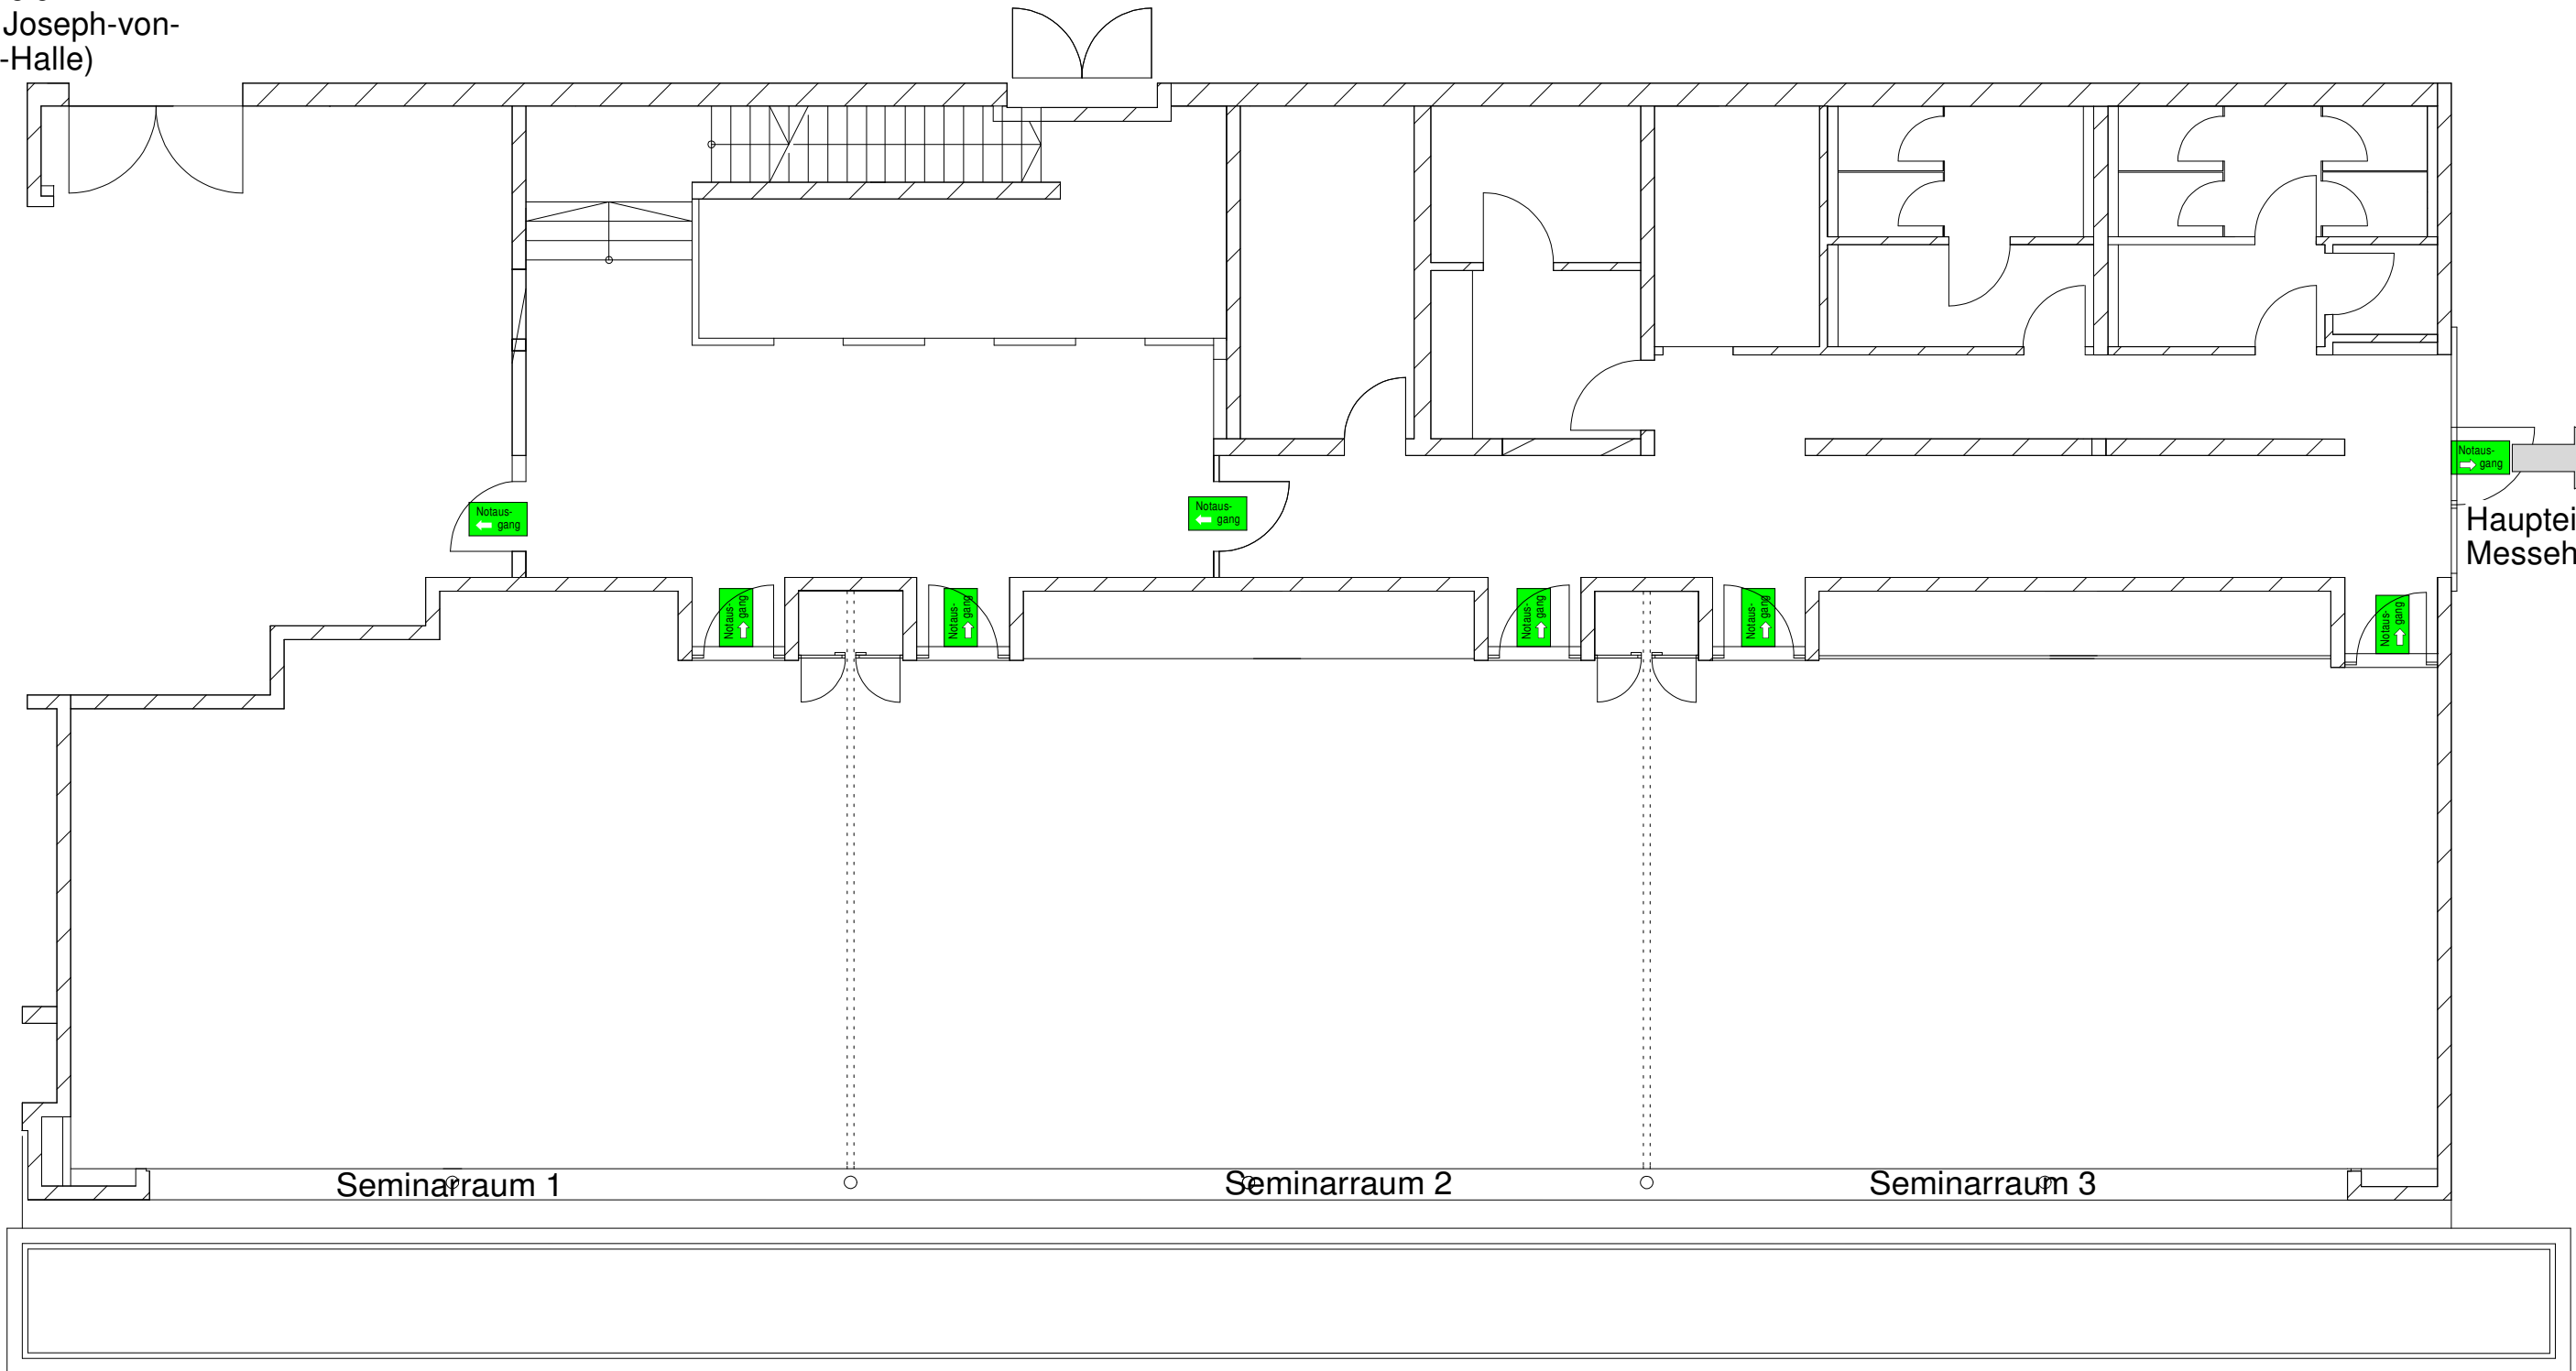 Joseph-von-
-Halle)
Notaus-
gang
Notaus-
gang
Notaus-
gang
Hauptei
Messeh
Notaus-
gang
Notaus-
gang
Notaus-
gang
Notaus-
gang
Notaus-
gang
Seminarraum 1
Seminarraum 2
Seminarraum 3